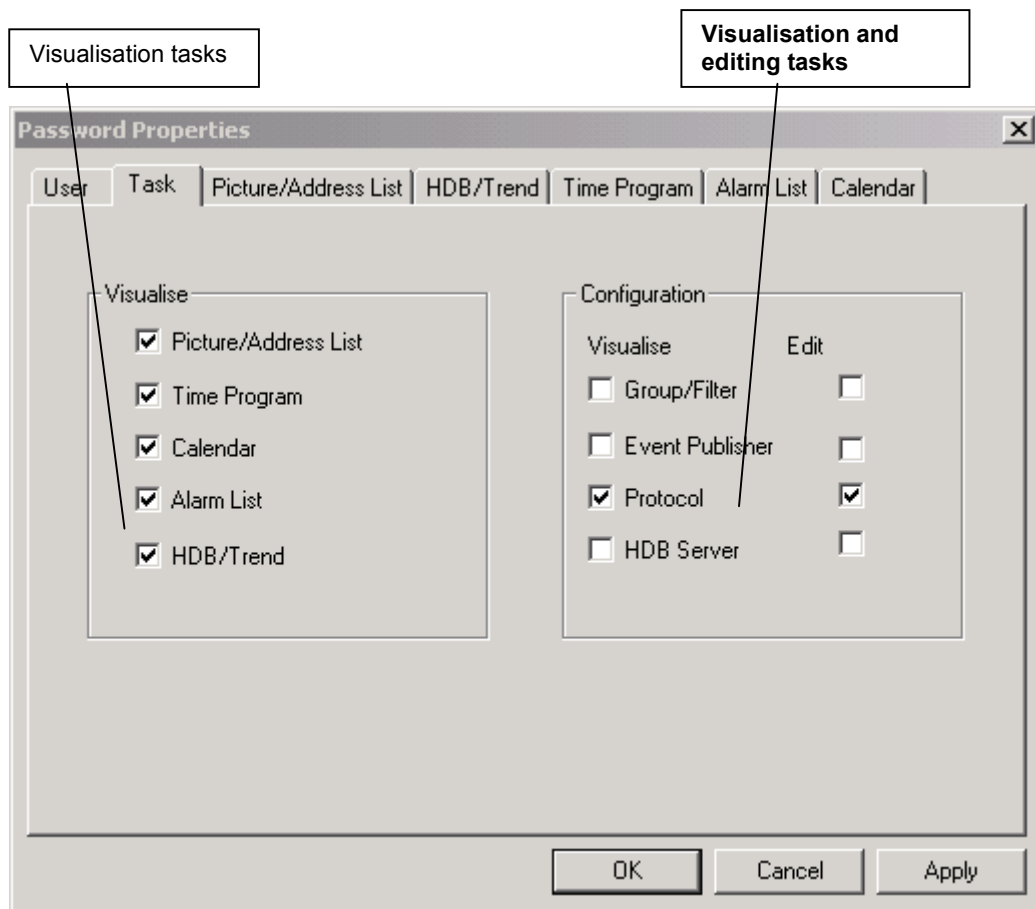 Visualisation tasks
Visualisation and
editing tasks
Password Properties
User Task Picture/Address List HDB/Trend Time Program Alarm List Calendar
Visualise
Picture/Address List
Time Program
Calendar
Alarm List
HDB/Trend
Configuration
Visualise Edit
Group/Filter
Event Publisher
Protocol
HDB Server
OK Cancel Apply